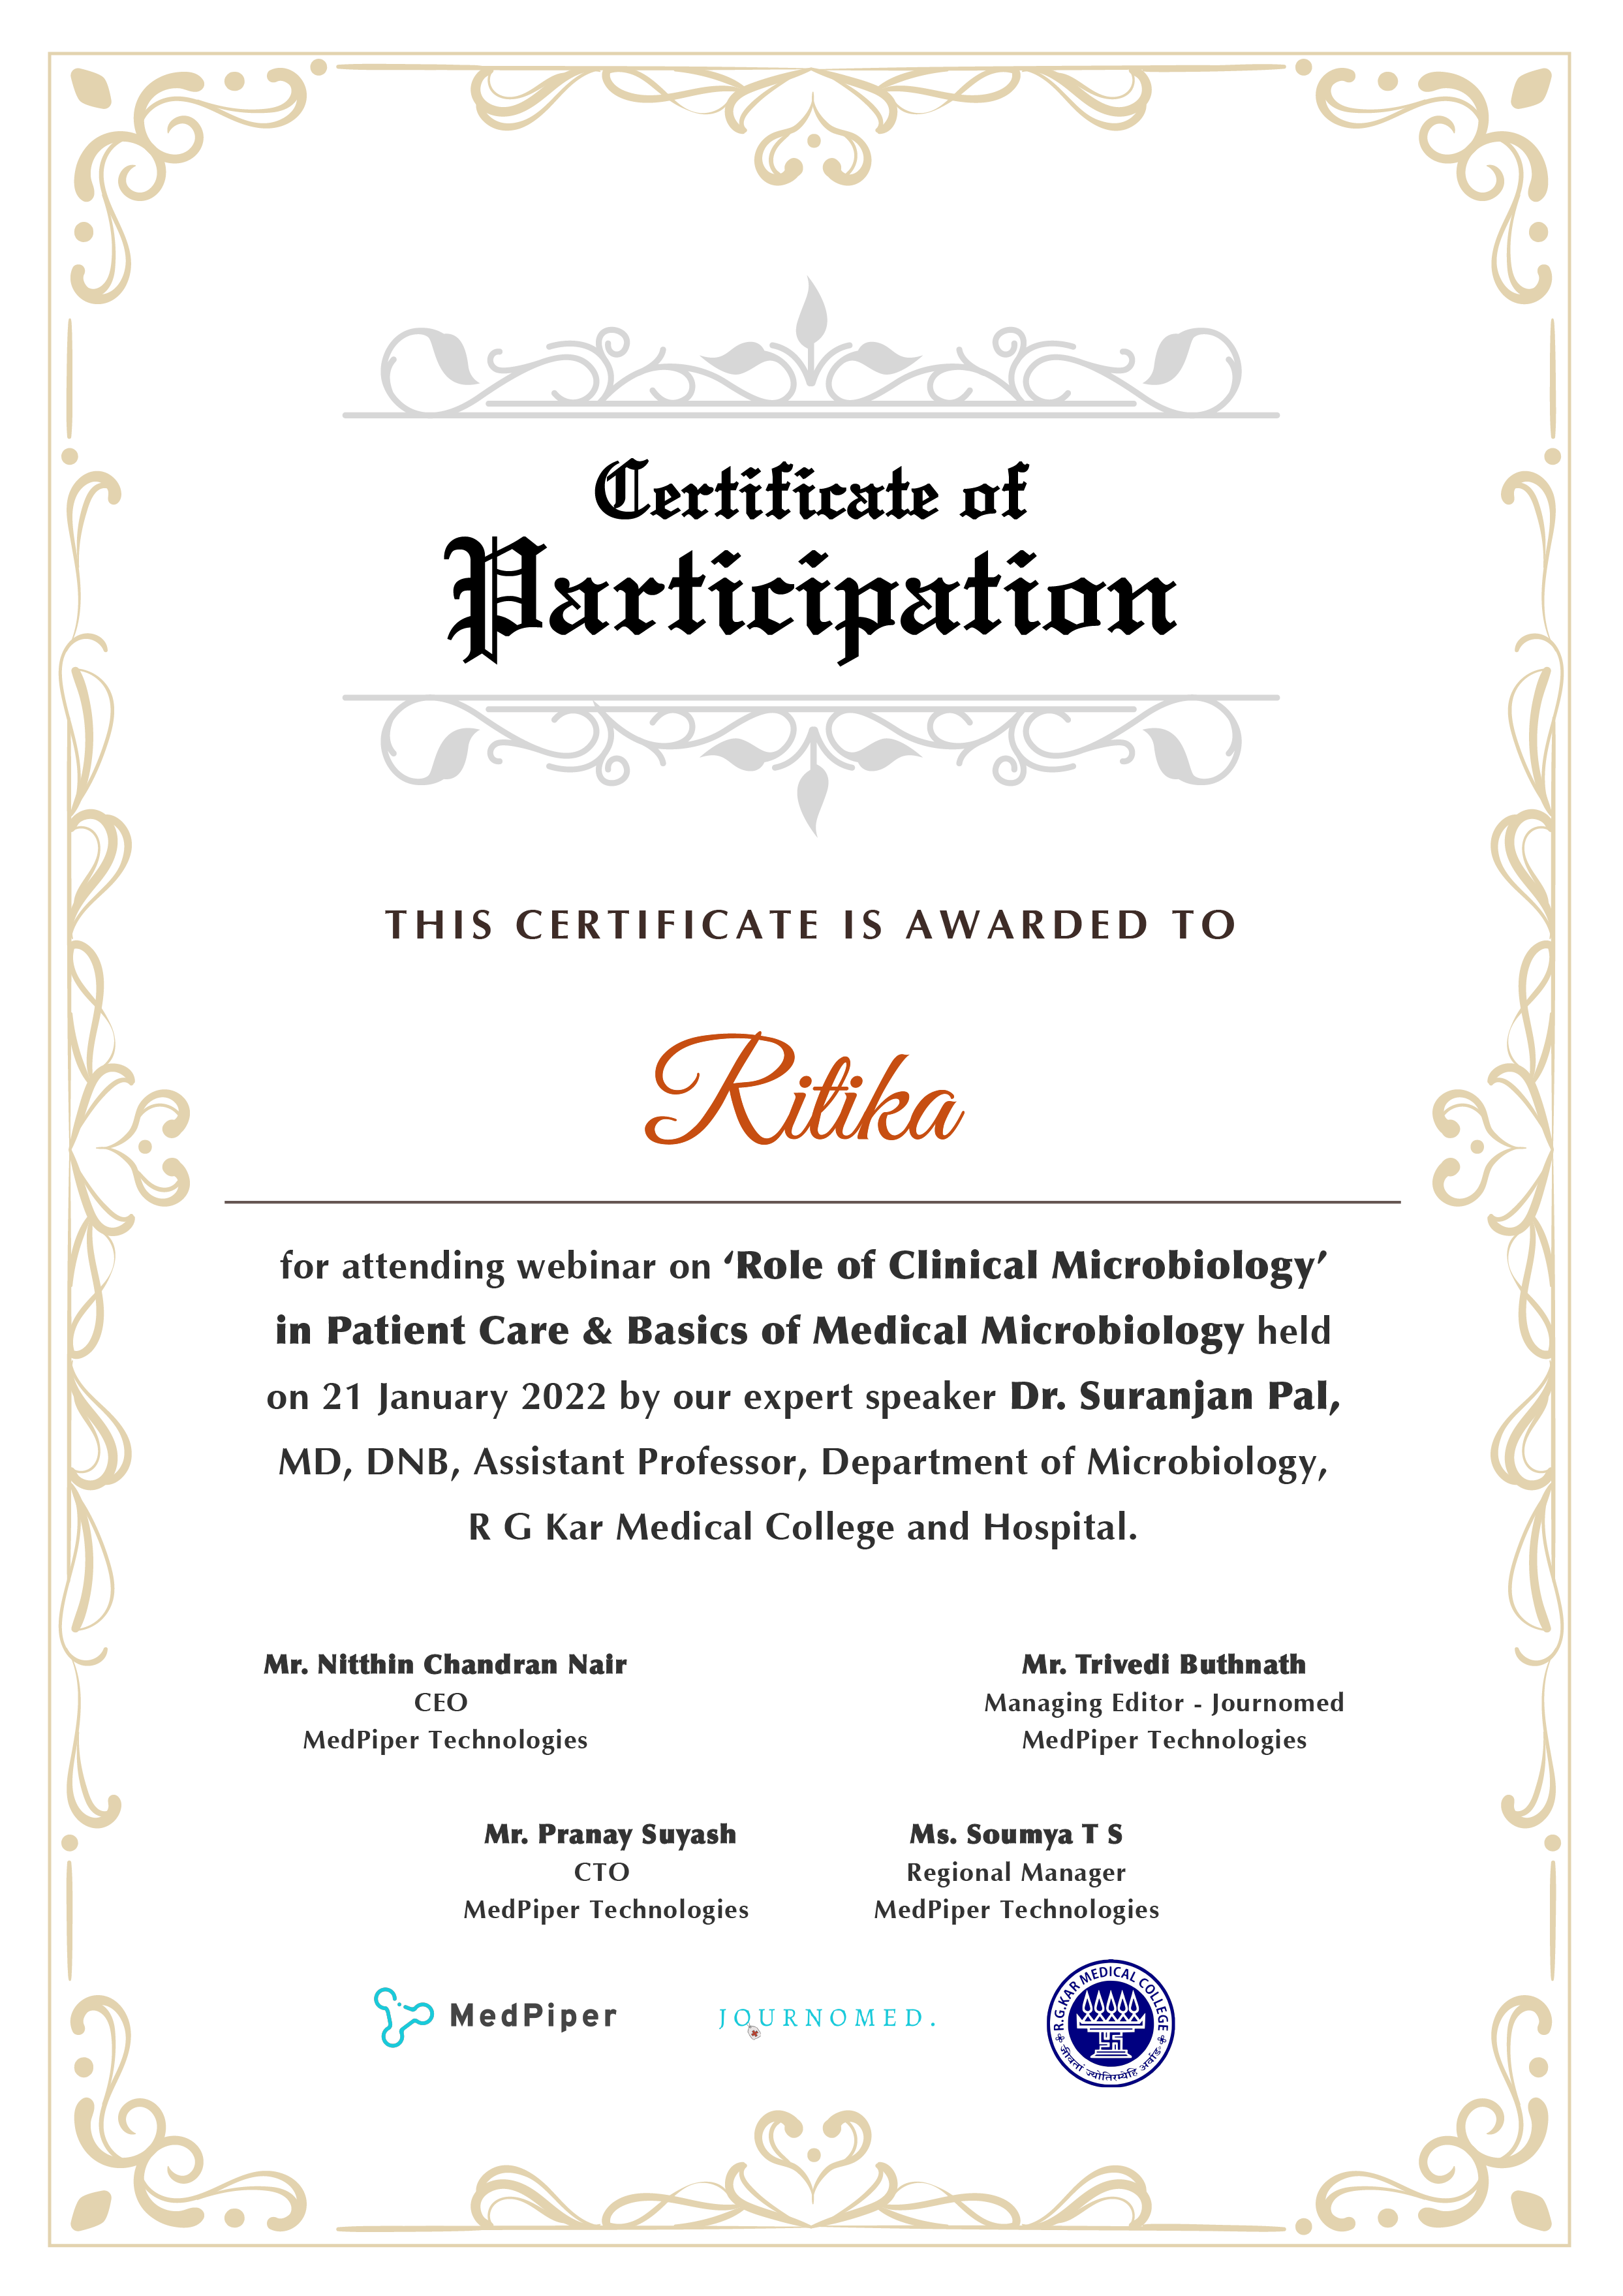 Certificate of
Participation
THIS CERTIFICATE IS AWARDED TO
Ritika
for attending webinar on ‘Role of Clinical Microbiology’
in Patient Care & Basics of Medical Microbiology held
on 21 January 2022 by our expert speaker Dr. Suranjan Pal,
MD, DNB, Assistant Professor, Department of Microbiology,
R G Kar Medical College and Hospital.
Mr. Nitthin Chandran Nair
CEO
MedPiper Technologies
Mr. Trivedi Buthnath
Managing Editor - Journomed
MedPiper Technologies
Mr. Pranay Suyash
CTO
MedPiper Technologies
Ms. Soumya T S
Regional Manager
MedPiper Technologies
MedPiper
JOURNOMED.
R.G.KAR MEDICAL COLLEGE